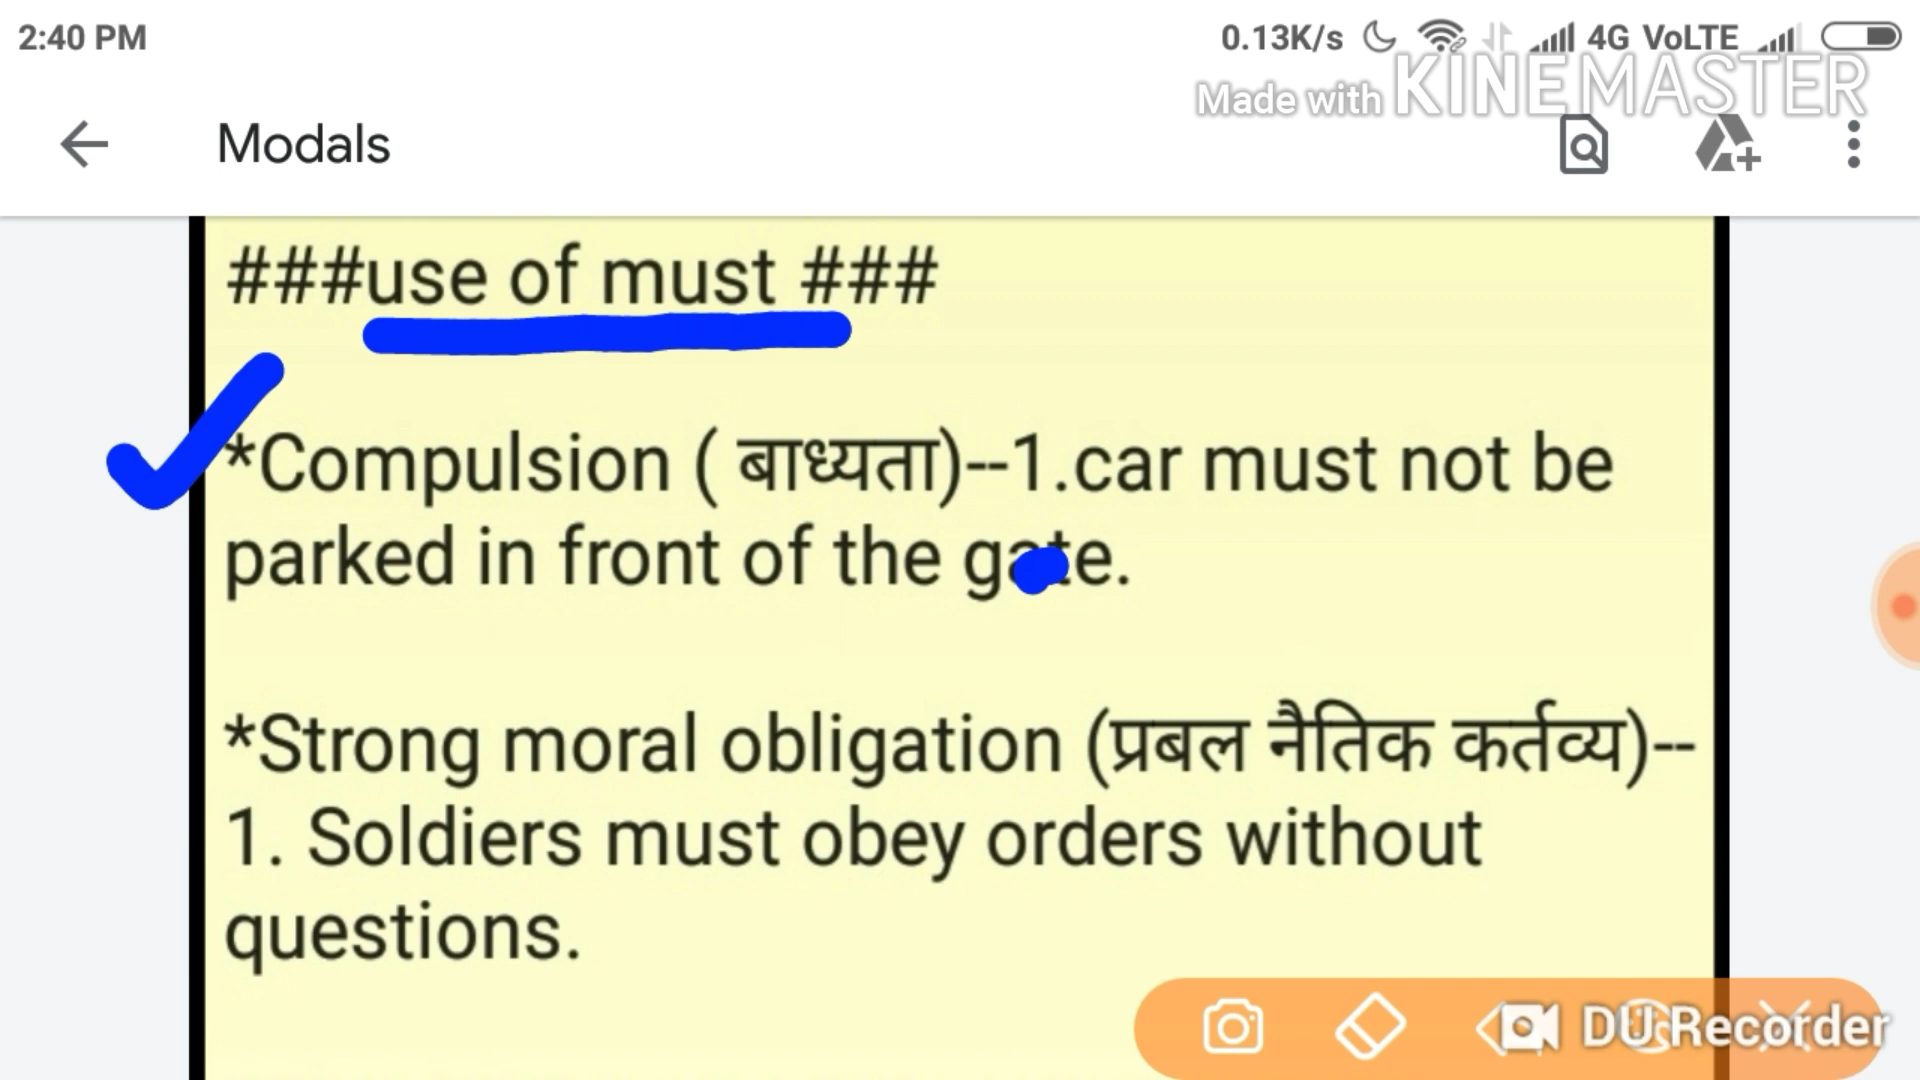 2:40 PM
0.13K/s
4G VoLTE
Made with KINEMASTER
Modals
###use of must ###
*Compulsion ( बाध्यता)--1.car must not be
parked in front of the gate.
*Strong moral obligation (प्रबल नैतिक कर्तव्य)--
1. Soldiers must obey orders without
questions.
DU Recorder